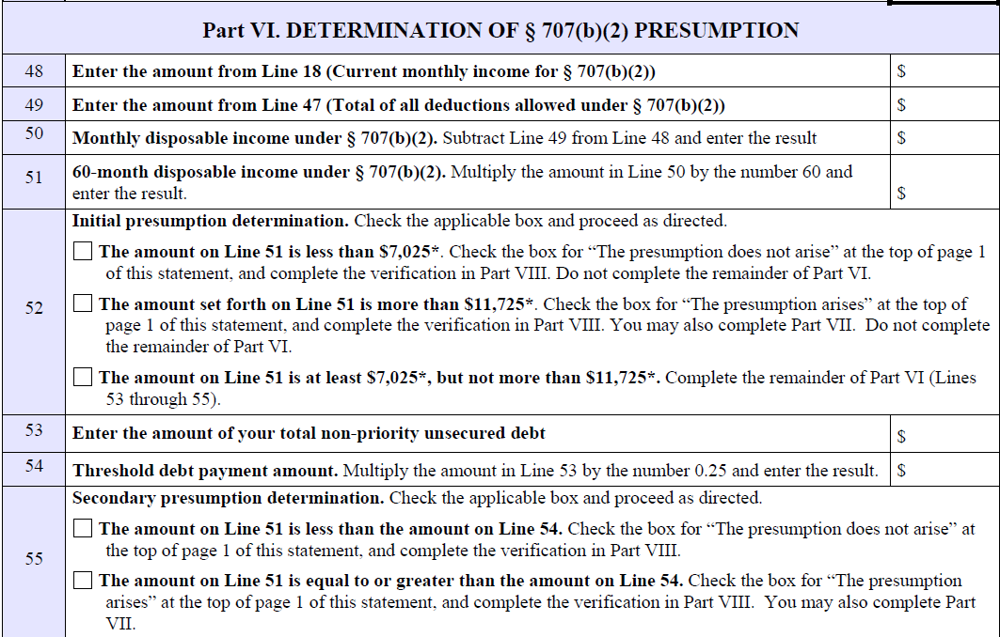 Part VI. DETERMINATION OF § 707(b)(2) PRESUMPTION
48 Enter the amount from Line 18 (Current monthly income for § 707(b)(2)) $
49 Enter the amount from Line 47 (Total of all deductions allowed under § 707(b)(2)) $
50 Monthly disposable income under § 707(b)(2). Subtract Line 49 from Line 48 and enter the result $
51 60-month disposable income under § 707(b)(2). Multiply the amount in Line 50 by the number 60 and
enter the result. $
52 Initial presumption determination. Check the applicable box and proceed as directed.
The amount on Line 51 is less than $7,025*. Check the box for “The presumption does not arise” at the top of page 1
of this statement, and complete the verification in Part VIII. Do not complete the remainder of Part VI.
The amount set forth on Line 51 is more than $11,725*. Check the box for “The presumption arises” at the top of
page 1 of this statement, and complete the verification in Part VIII. You may also complete Part VII. Do not complete
the remainder of Part VI.
The amount on Line 51 is at least $7,025*, but not more than $11,725*. Complete the remainder of Part VI (Lines
53 through 55).
53 Enter the amount of your total non-priority unsecured debt $
54 Threshold debt payment amount. Multiply the amount in Line 53 by the number 0.25 and enter the result. $
55 Secondary presumption determination. Check the applicable box and proceed as directed.
The amount on Line 51 is less than the amount on Line 54. Check the box for “The presumption does not arise” at
the top of page 1 of this statement, and complete the verification in Part VIII.
The amount on Line 51 is equal to or greater than the amount on Line 54. Check the box for “The presumption
arises” at the top of page 1 of this statement, and complete the verification in Part VIII. You may also complete Part
VII.